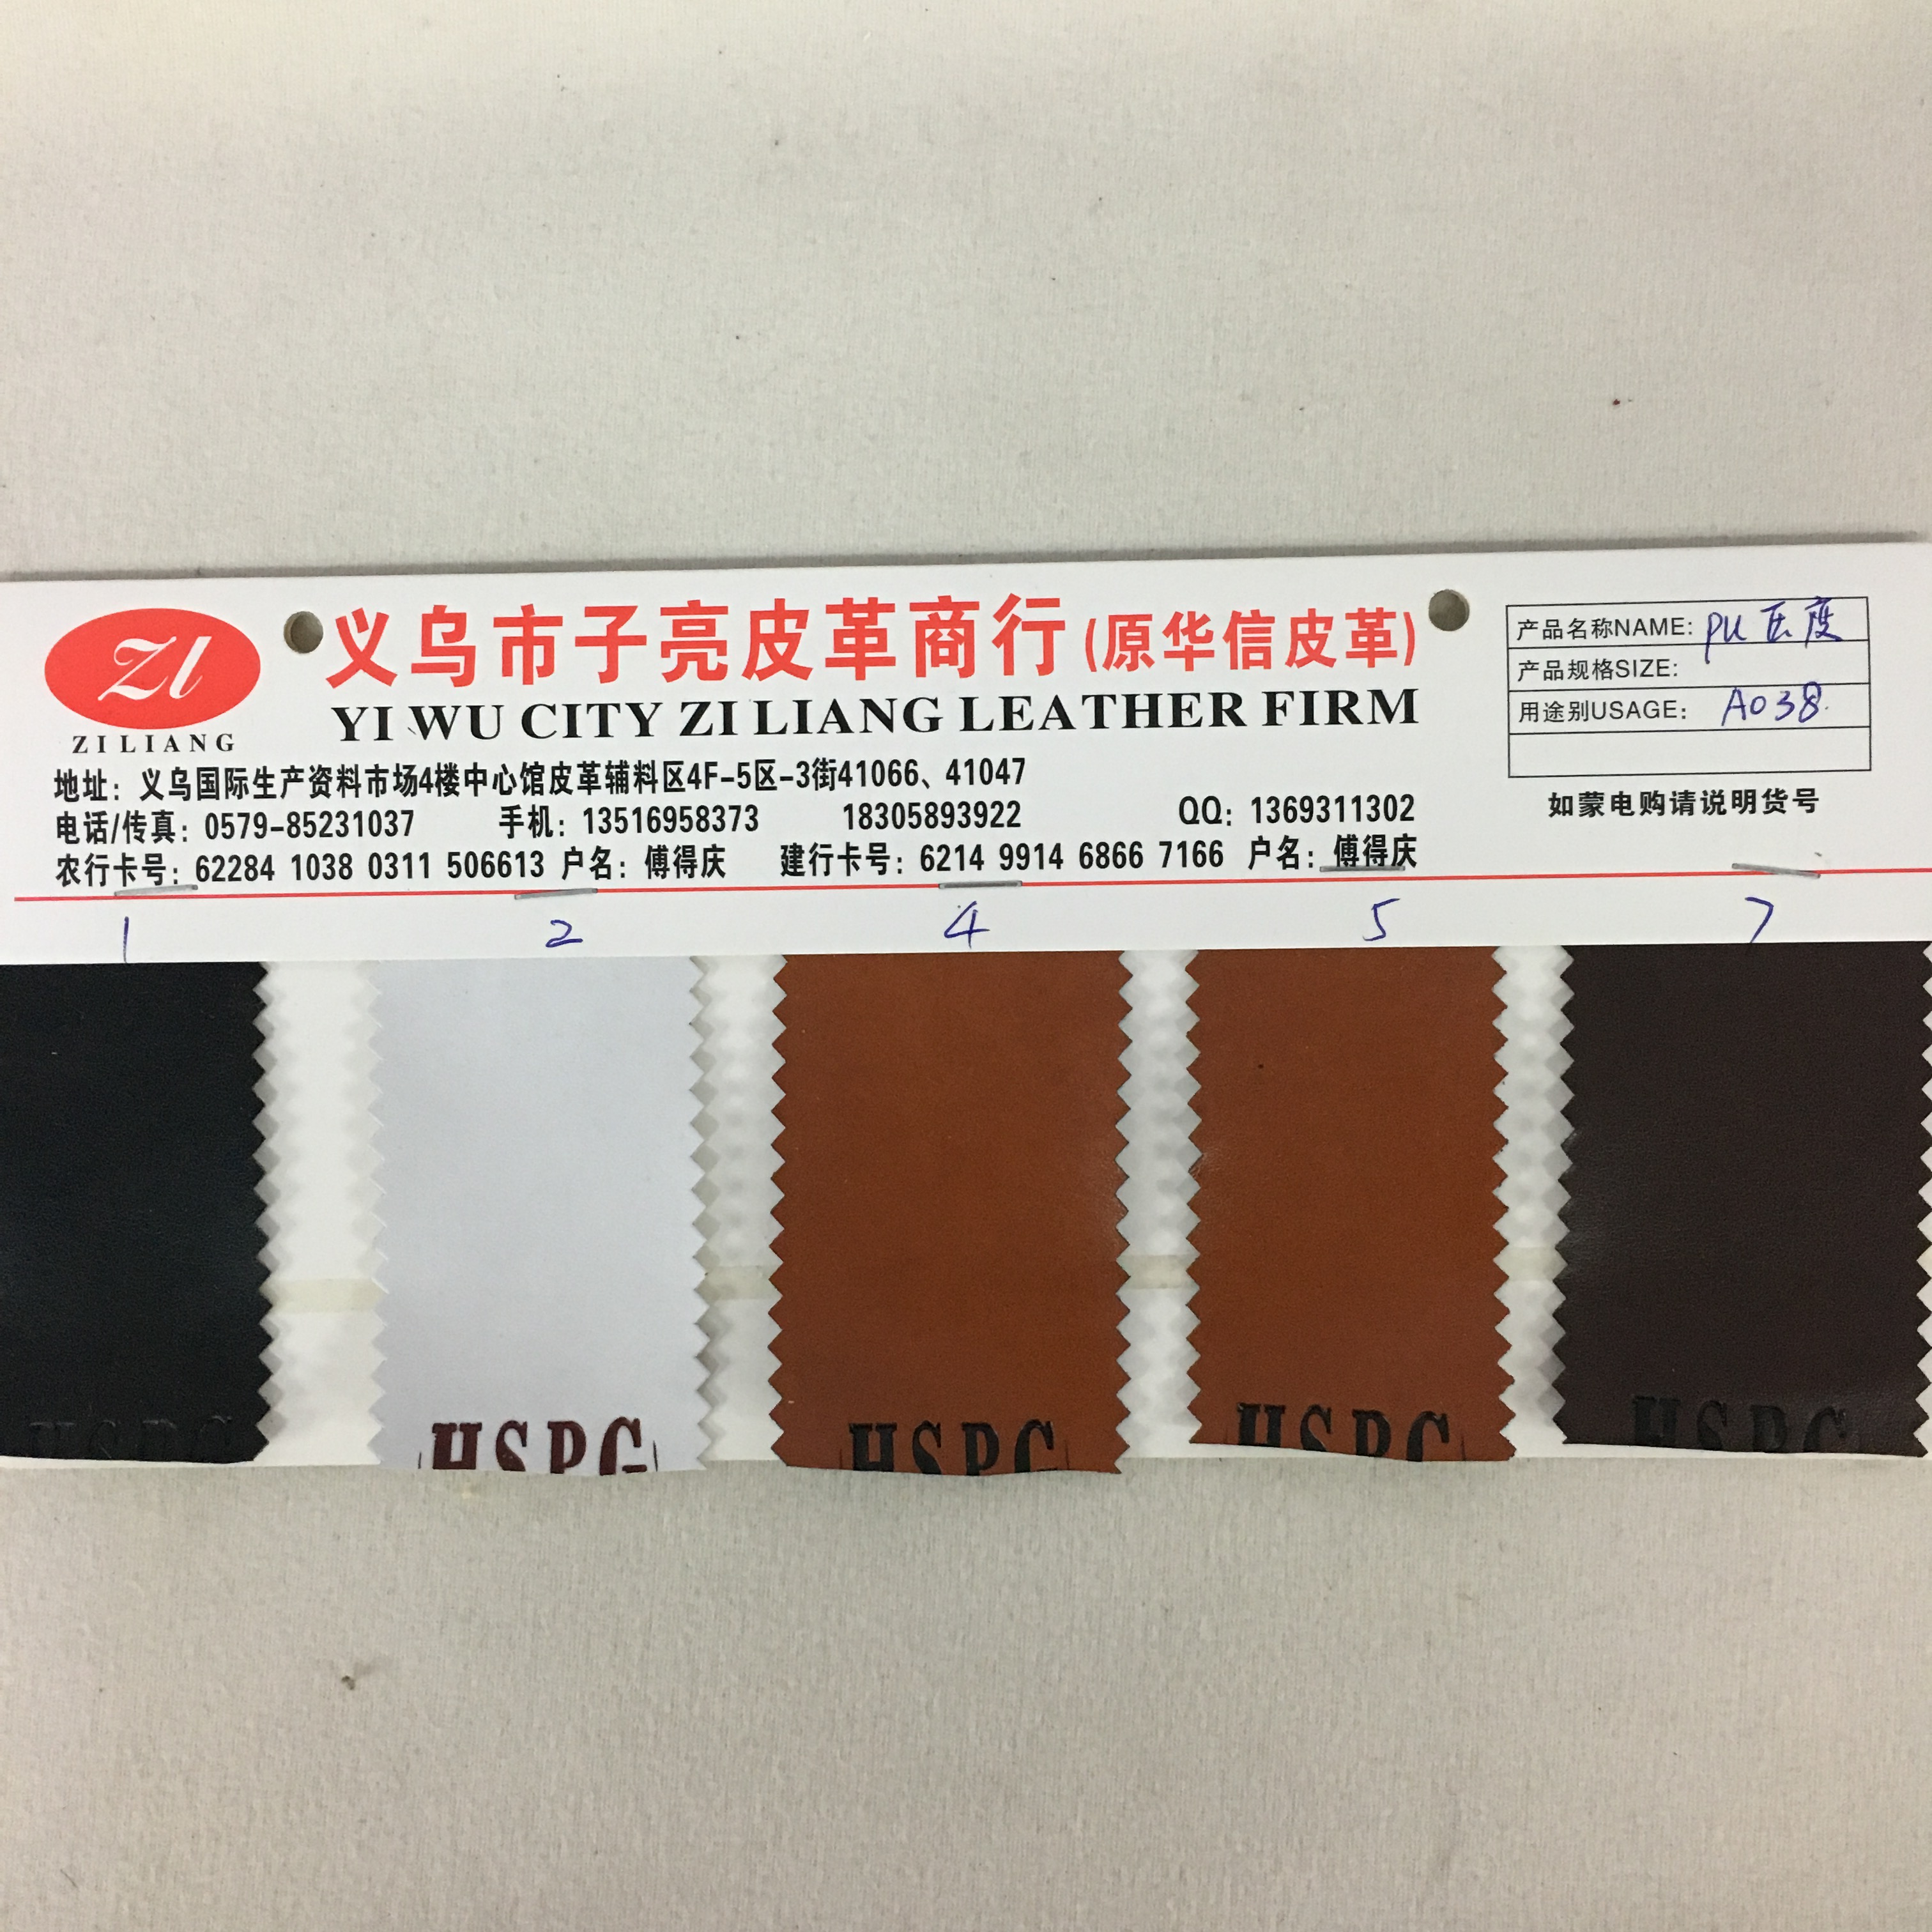 Zl
ZILIANG
义乌市子亮皮革商行(原华信皮革)
YI WU CITY ZI LIANG LEATHER FIRM
地址：义乌国际生产资料市场4楼中心馆皮革辅料区4F-5区-3街41066、41047
电话/传真：0579-85231037 手机：13516958373 18305893922 QQ：1369311302
农行卡号：62284 1038 0311 506613 户名：傅得庆 建行卡号：6214 9914 6866 7166 户名：傅得庆
产品名称NAME: PU 压度
产品规格SIZE:
用途别USAGE: A038
如蒙电购请说明货号
1 2 4 5 7
HSPG HSPG HSPG HSPG HSPG